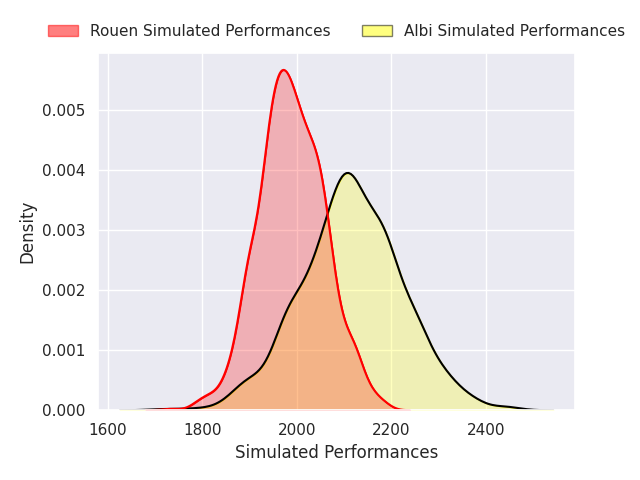 Rouen Simulated Performances Albi Simulated Performances
0.005
0.004
0.003
0.002
0.001
0.000
Density
1600 1800 2000 2200 2400
Simulated Performances